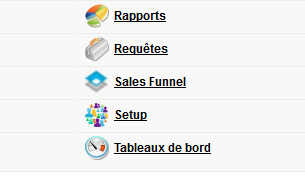 Rapports
Requêtes
Sales Funnel
Setup
Tableaux de bord